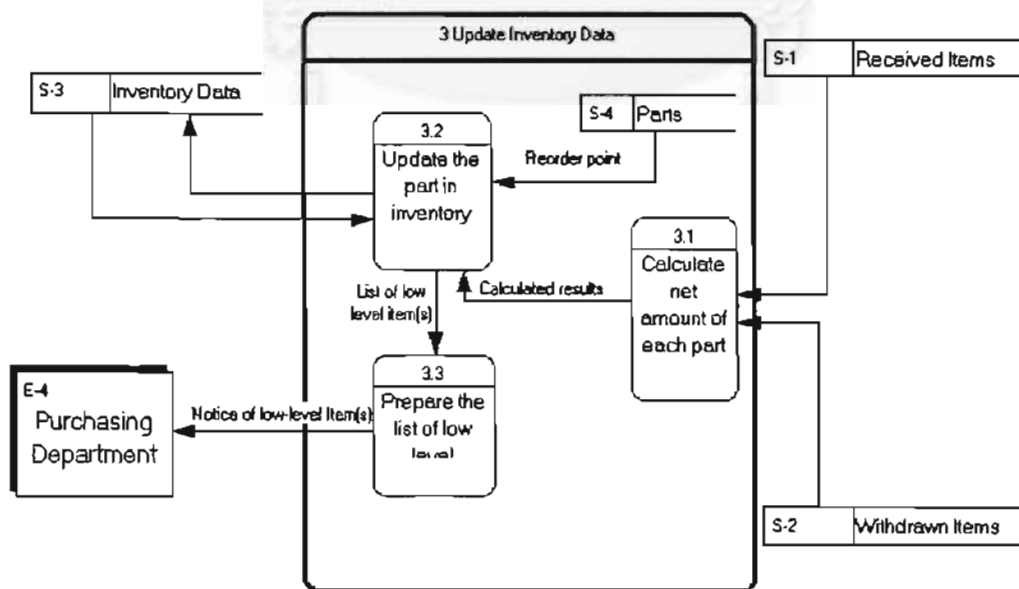 3 Update Inventory Data
S-1 Received Items
S-3 Inventory Data
S-4 Parts
3.2
Update the
part in
inventory
Reorder point
3.1
Calculate
net
amount of
each part
Calculated results
List of low
level item(s)
3.3
Prepare the
list of low
level
E-4
Purchasing
Department
Notice of low-level Item(s)
S-2 Withdrawn Items